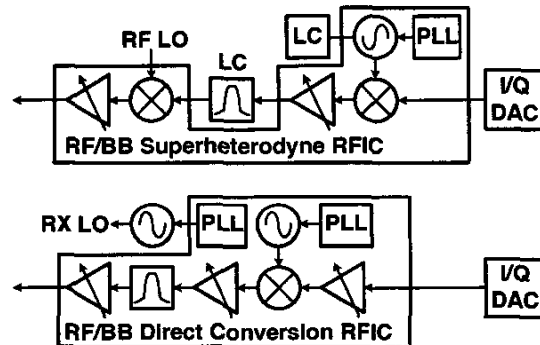 RF LO
LC
LC
PLL
I/Q
DAC
RF/BB Superheterodyne RFIC
RX LO
PLL
PLL
I/Q
DAC
RF/BB Direct Conversion RFIC